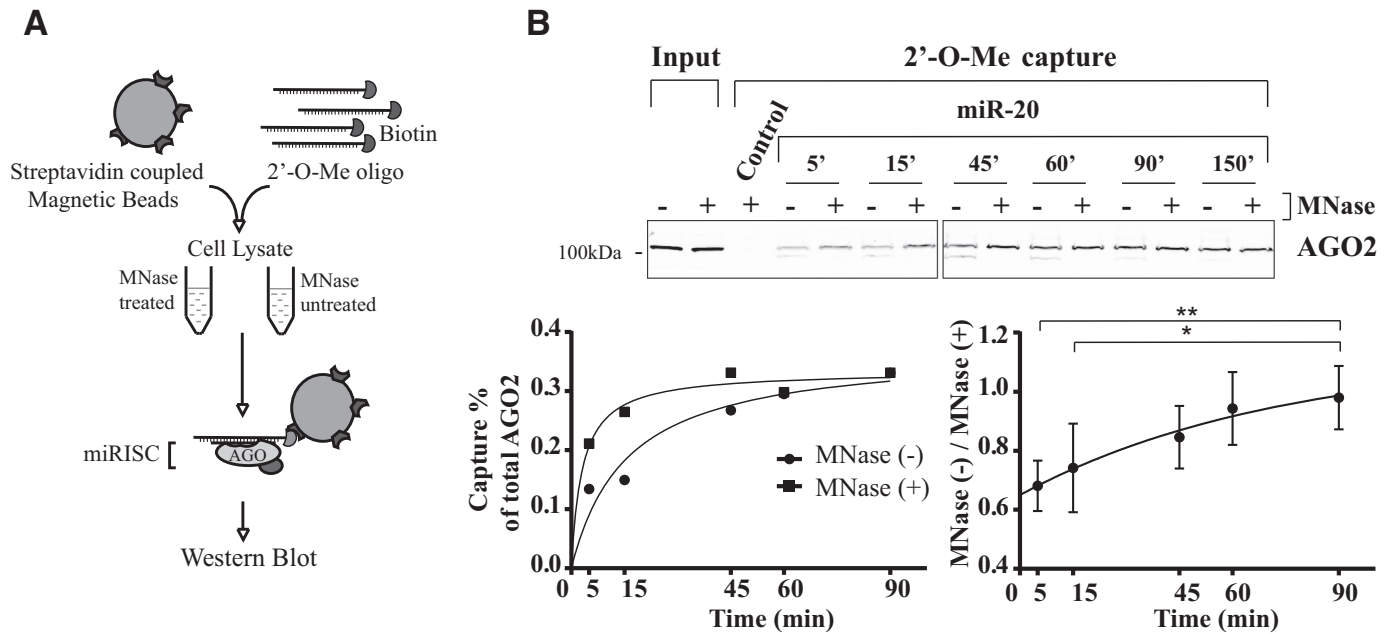 A
Biotin
Streptavidin coupled
Magnetic Beads
2’-O-Me oligo
Cell Lysate
MNase
treated
MNase
untreated
miRISC
AGO
Western Blot
B
Input
2’-O-Me capture
Control
miR-20
5’ 15’ 45’ 60’ 90’ 150’
- + + - + - + - + - + - + - + MNase
100kDa - AGO2
Capture %
of total AGO2
0.4
0.3
0.2
0.1
0.0
0 5 15 45 60 90
Time (min)
MNase (-)
MNase (+)
MNase (-) / MNase (+)
1.2
1.0
0.8
0.6
0.4
**
*
0 5 15 45 60 90
Time (min)